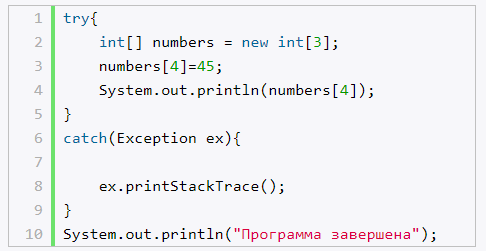 1 try{
2     int[] numbers = new int[3];
3     numbers[4]=45;
4     System.out.println(numbers[4]);
5 }
6 catch(Exception ex){
7
8     ex.printStackTrace();
9 }
10 System.out.println("Программа завершена");